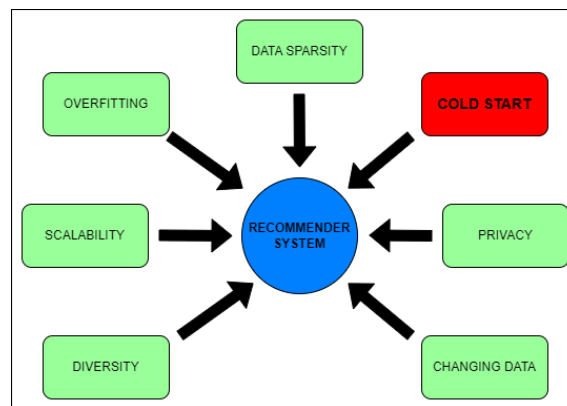 DATA SPARSITY
OVERFITTING
COLD START
SCALABILITY
RECOMMENDER
SYSTEM
PRIVACY
DIVERSITY
CHANGING DATA